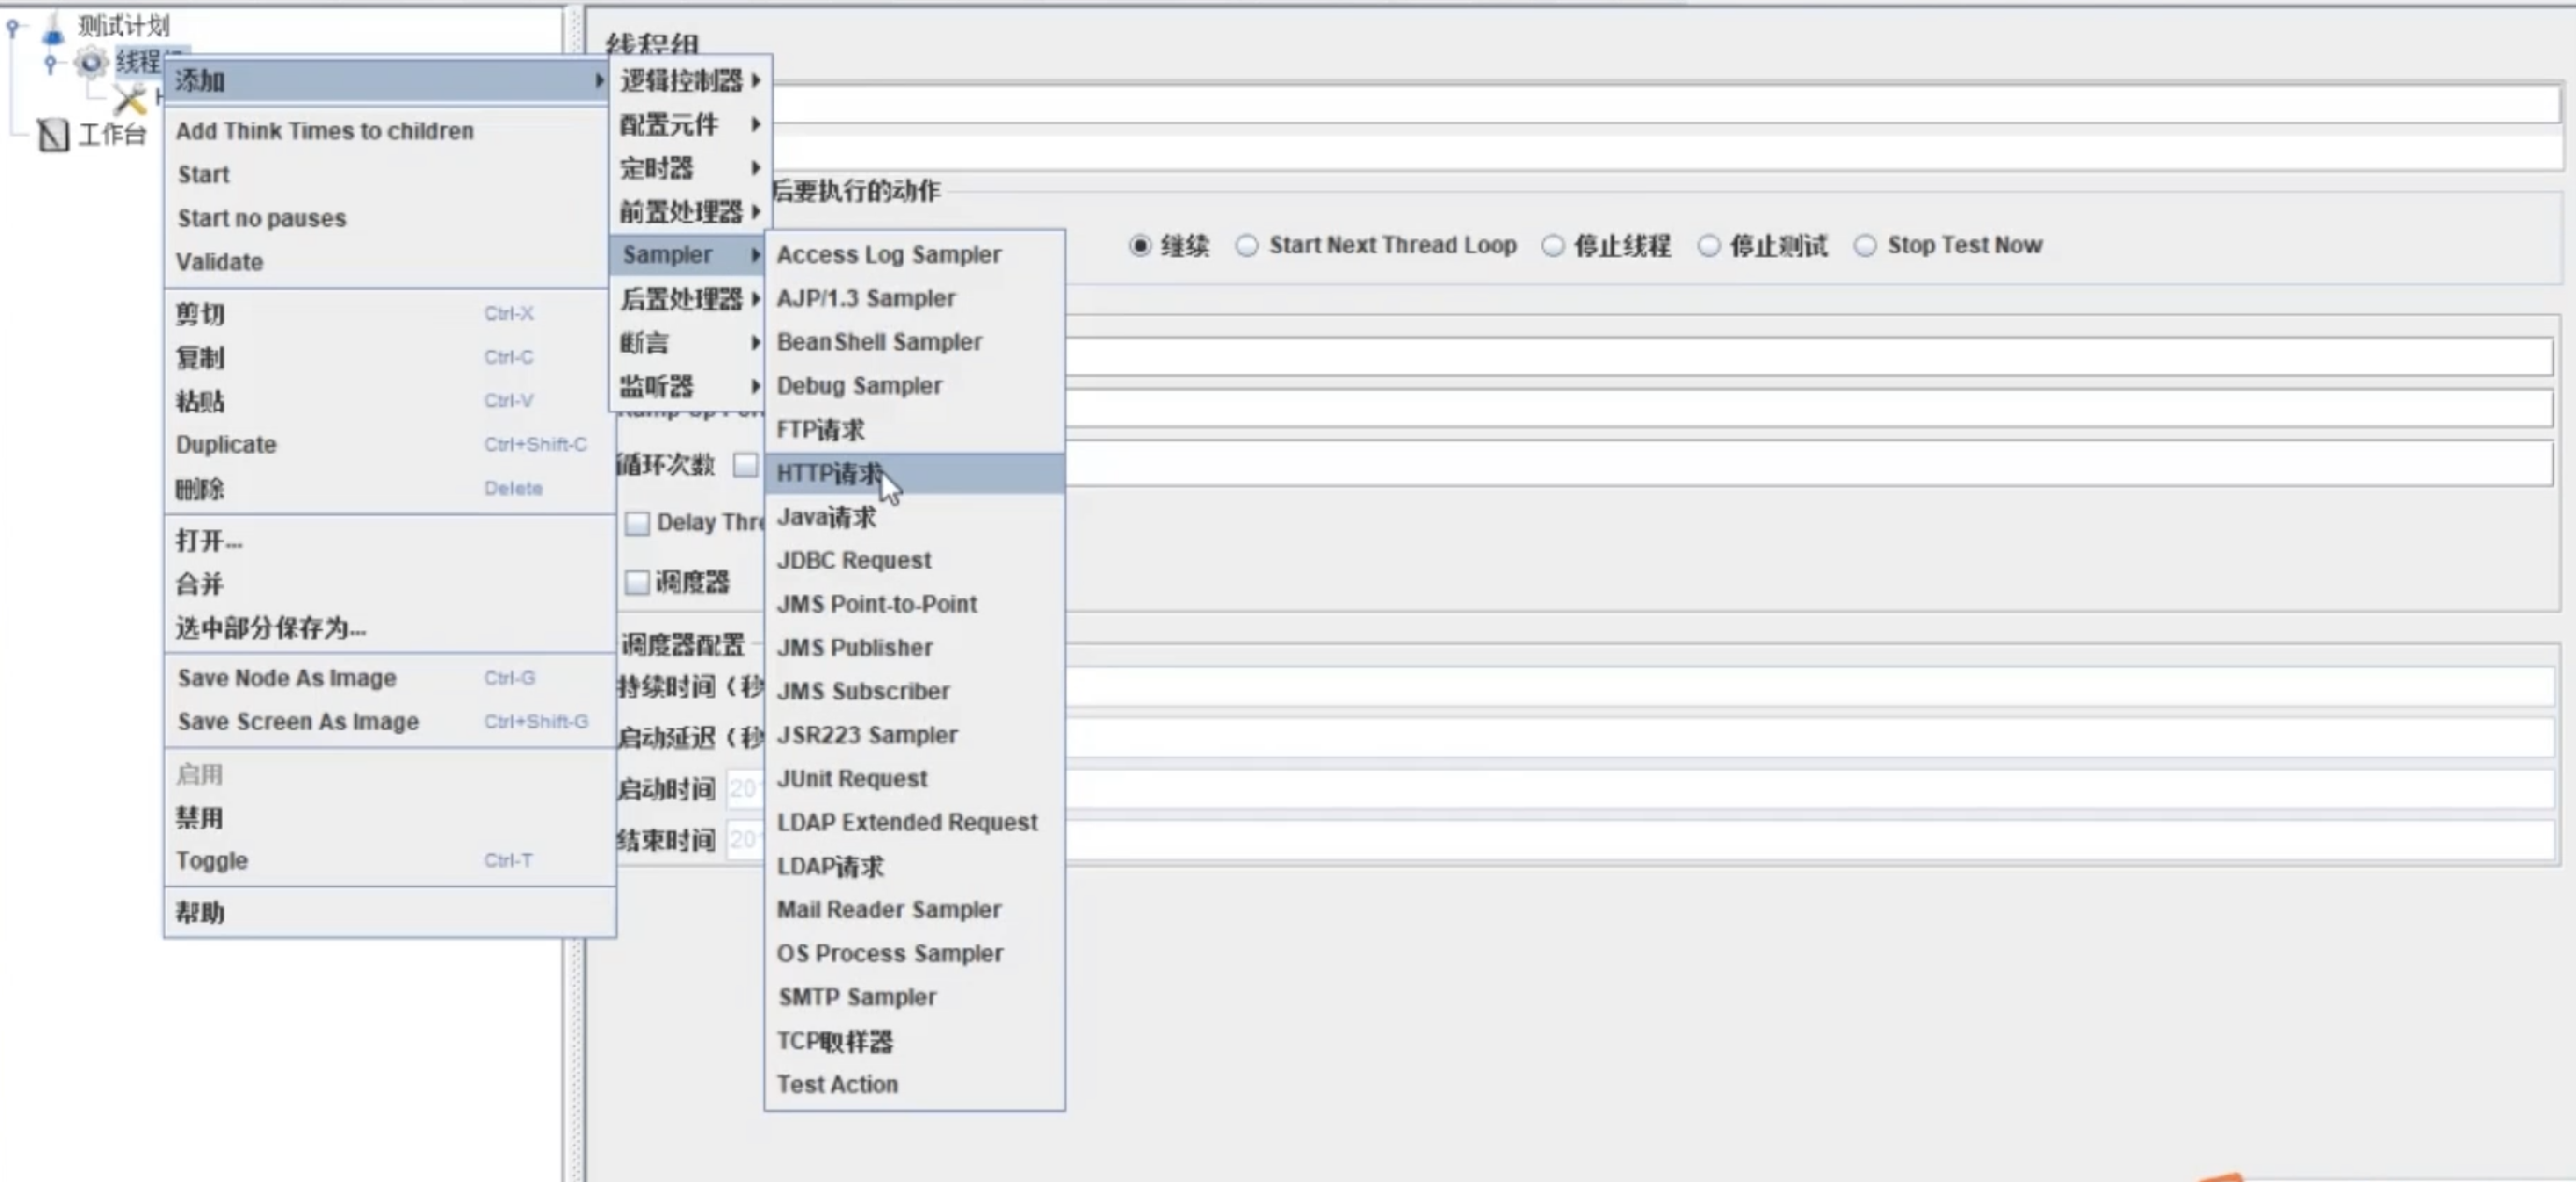 测试计划
线程
工作台
添加
Add Think Times to children
Start
Start no pauses
Validate
剪切 Ctrl-X
复制 Ctrl-C
粘贴 Ctrl-V
Duplicate Ctrl+Shift-C
删除 Delete
打开...
合并
选中部分保存为...
Save Node As Image Ctrl-G
Save Screen As Image Ctrl+Shift-G
启用
禁用
Toggle Ctrl-T
帮助
逻辑控制器
配置元件
定时器
前置处理器
Sampler
后置处理器
断言
监听器
Access Log Sampler
AJP/1.3 Sampler
BeanShell Sampler
Debug Sampler
FTP请求
HTTP请求
Java请求
JDBC Request
JMS Point-to-Point
JMS Publisher
JMS Subscriber
JSR223 Sampler
JUnit Request
LDAP Extended Request
LDAP请求
Mail Reader Sampler
OS Process Sampler
SMTP Sampler
TCP取样器
Test Action
线程组
后要执行的动作
继续 Start Next Thread Loop 停止线程 停止测试 Stop Test Now
循环次数
Delay Thre
调度器
调度器配置
持续时间（秒
启动延迟（秒
启动时间 20
结束时间 20